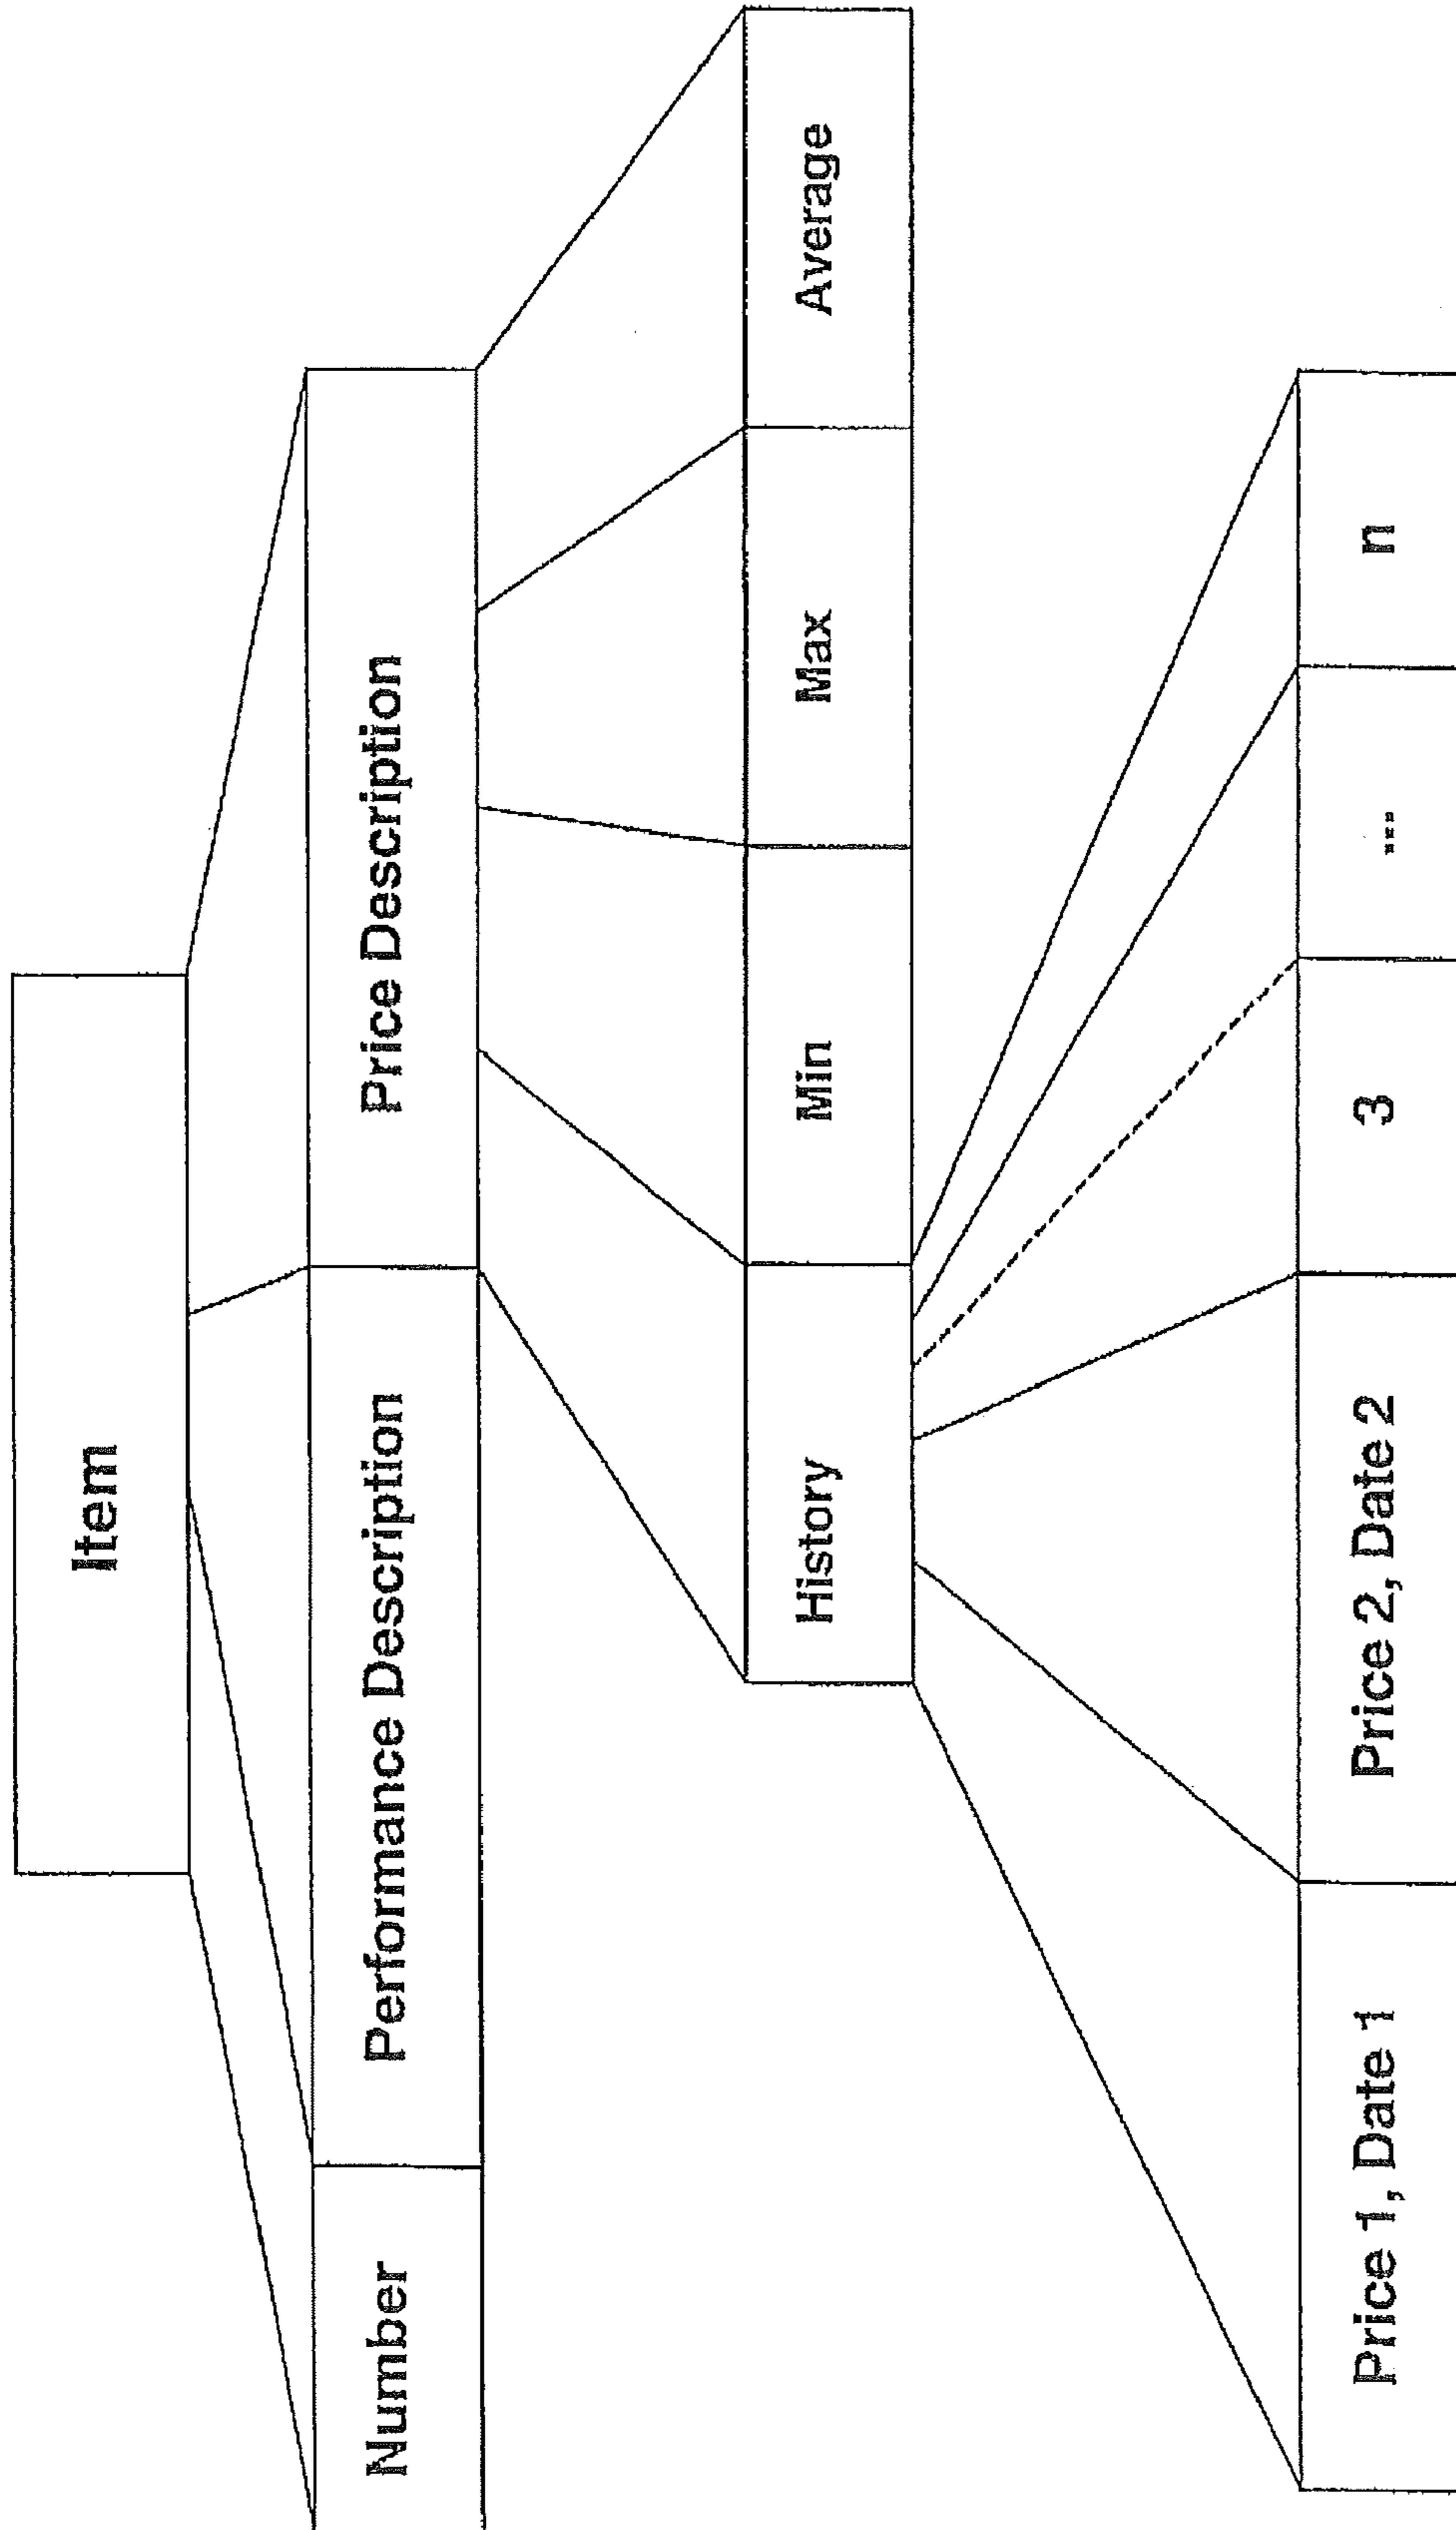 Item
Number
Performance Description
Price Description
History
Min
Max
Average
Price 1, Date 1
Price 2, Date 2
3
...
n